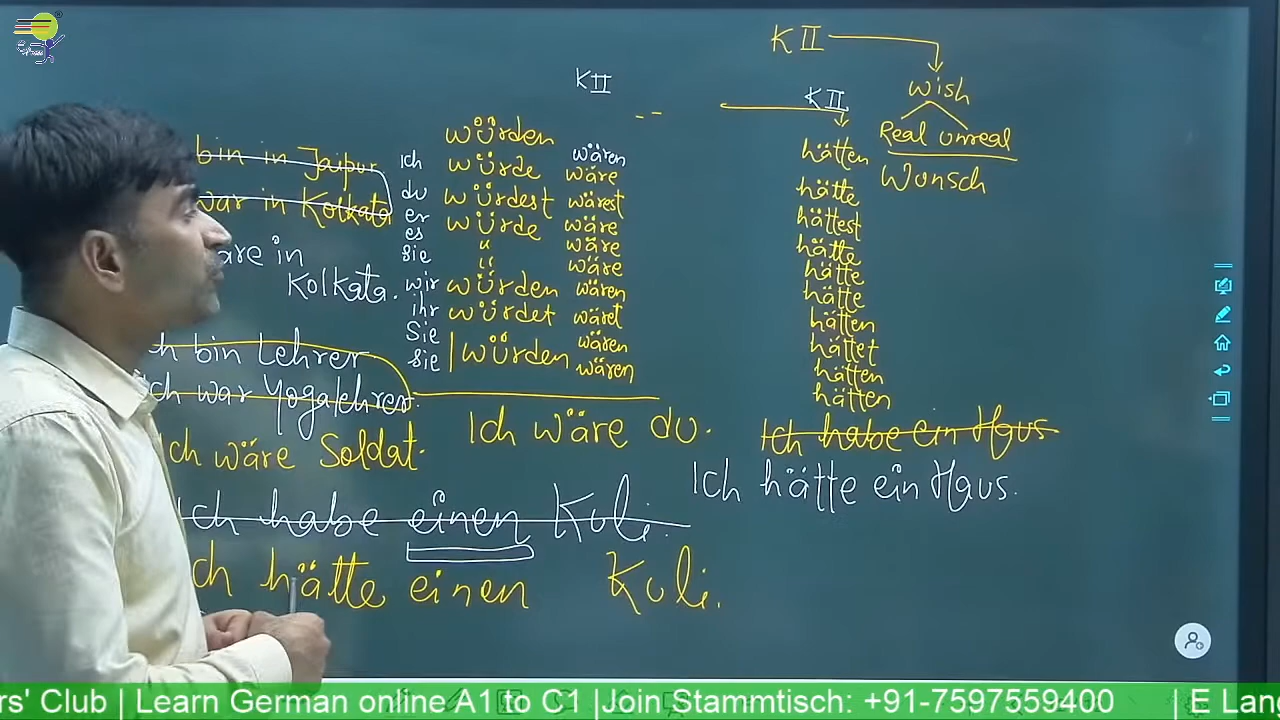 K II
wish
Real unreal
Wunsch
K II
K II
bin in Jaipur
war in Kolkata
in
Kolkata.
bin Lehrer
war Yogalehrer.
Ich wäre Soldat.
Ich habe einen Kuli.
hätte einen Kuli.
ich
du
er
es
sie
wir
ihr
Sie
sie
würden
würde
würdest
würde
"
"
würden
würdet
würden
wären
wäre
wärest
wäre
wäre
wäre
wären
wäret
wären
wären
hätten
hätte
hättest
hätte
hätte
hätte
hätten
hättet
hätten
hätten
Ich wäre du.
Ich habe ein Haus
Ich hätte ein Haus.
rs' Club | Learn German online A1 to C1 |Join Stammtisch: +91-7597559400 | E Lang